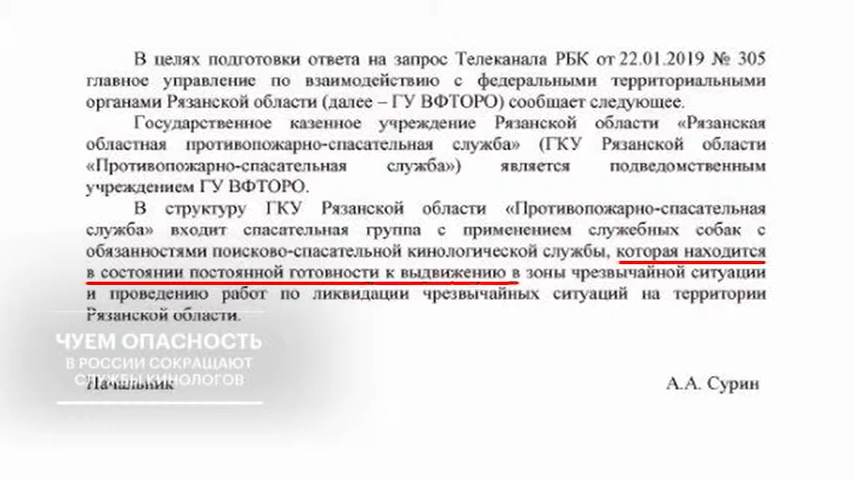 В целях подготовки ответа на запрос Телеканала РБК от 22.01.2019 № 305
главное управление по взаимодействию с федеральными территориальными
органами Рязанской области (далее – ГУ ВФТОРО) сообщает следующее.
Государственное казенное учреждение Рязанской области «Рязанская
областная противопожарно-спасательная служба» (ГКУ Рязанской области
«Противопожарно-спасательная служба») является подведомственным
учреждением ГУ ВФТОРО.
В структуру ГКУ Рязанской области «Противопожарно-спасательная
служба» входит спасательная группа с применением служебных собак с
обязанностями поисково-спасательной кинологической службы, которая находится
в состоянии постоянной готовности к выдвижению в зоны чрезвычайной ситуации
и проведению работ по ликвидации чрезвычайных ситуаций на территории
Рязанской области.
ЧУЕМ ОПАСНОСТЬ
В РОССИИ СОКРАЩАЮТ
СЛУЖБЫ КИНОЛОГОВ
Начальник А.А. Сурин